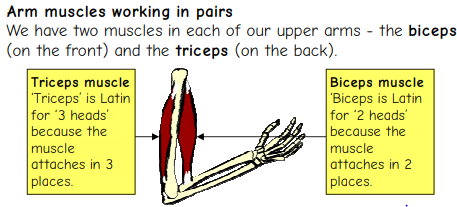 Arm muscles working in pairs
We have two muscles in each of our upper arms - the biceps
(on the front) and the triceps (on the back).
Triceps muscle
'Triceps' is Latin
for '3 heads'
because the
muscle
attaches in 3
places.
Biceps muscle
'Biceps is Latin
for '2 heads'
because the
muscle
attaches in 2
places.